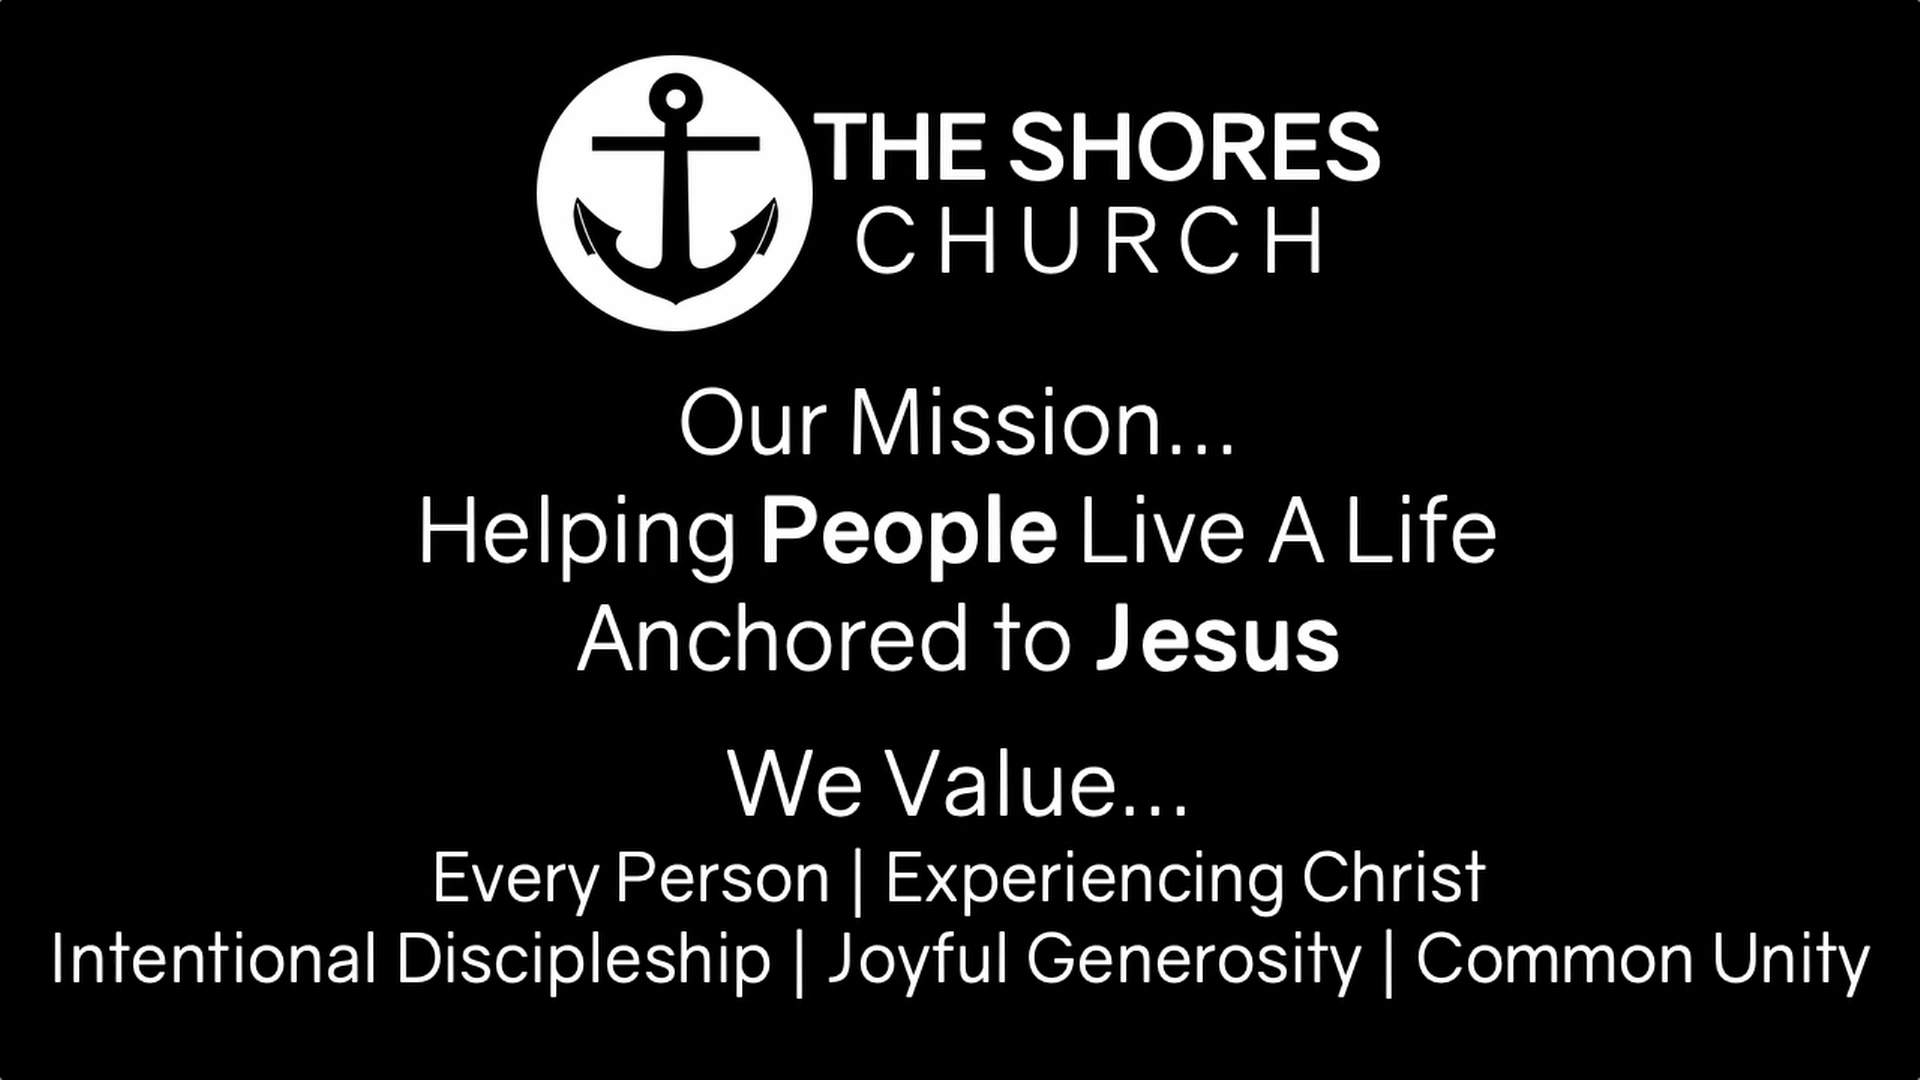 THE SHORES
CHURCH
Our Mission...
Helping People Live A Life
Anchored to Jesus
We Value...
Every Person | Experiencing Christ
Intentional Discipleship | Joyful Generosity | Common Unity